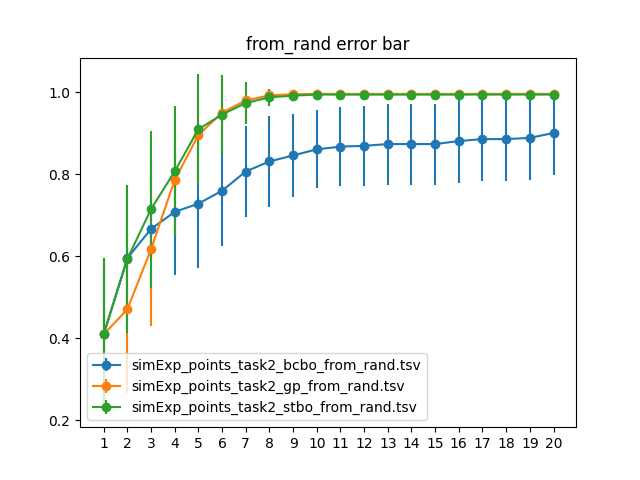 from_rand error bar
1.0
0.8
0.6
0.4
0.2
simExp_points_task2_bcbo_from_rand.tsv
simExp_points_task2_gp_from_rand.tsv
simExp_points_task2_stbo_from_rand.tsv
1 2 3 4 5 6 7 8 9 10 11 12 13 14 15 16 17 18 19 20